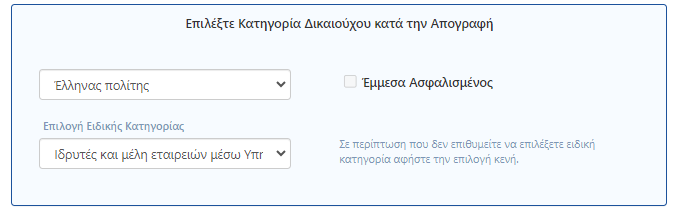 Επιλέξτε Κατηγορία Δικαιούχου κατά την Απογραφή
Έλληνας πολίτης
Έμμεσα Ασφαλισμένος
Επιλογή Ειδικής Κατηγορίας
Ιδρυτές και μέλη εταιρειών μέσω Υπη
Σε περίπτωση που δεν επιθυμείτε να επιλέξετε ειδική
κατηγορία αφήστε την επιλογή κενή.